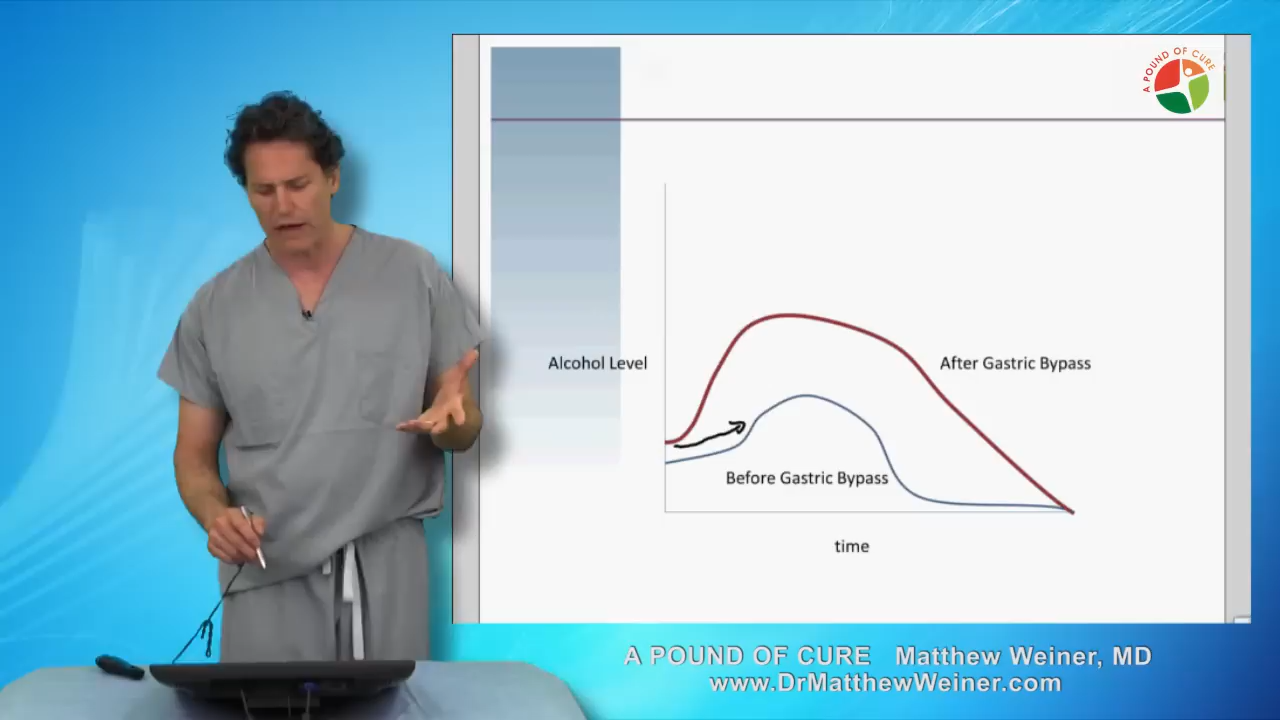 A POUND OF CURE
Alcohol Level
After Gastric Bypass
Before Gastric Bypass
time
A POUND OF CURE Matthew Weiner, MD
www.DrMatthewWeiner.com